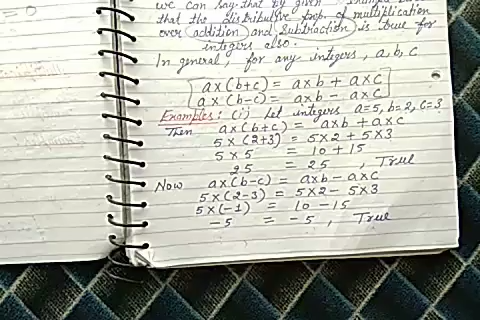 we can say that by given
that the distributive prop. of multiplication
over (addition) and (subtraction) is true for
integers also.
In general, for any integers, a, b, c
a×(b+c) = a×b + a×c
a×(b-c) = a×b - a×c
Examples: (i) Let integers a=5, b=2, c=3
Then a×(b+c) = a×b + a×c
5×(2+3) = 5×2 + 5×3
5×5 = 10+15
25 = 25, True
Now a×(b-c) = a×b - a×c
5×(2-3) = 5×2 - 5×3
5×(-1) = 10-15
-5 = -5, True